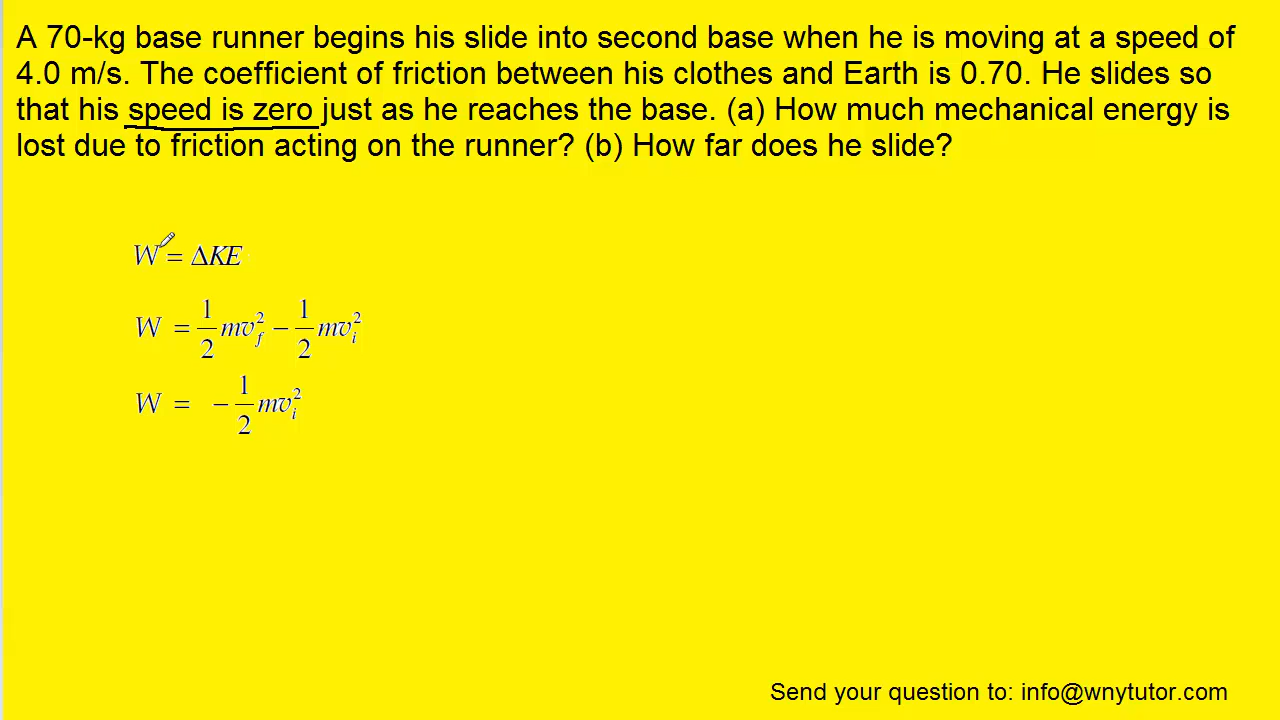 A 70-kg base runner begins his slide into second base when he is moving at a speed of
4.0 m/s. The coefficient of friction between his clothes and Earth is 0.70. He slides so
that his speed is zero just as he reaches the base. (a) How much mechanical energy is
lost due to friction acting on the runner? (b) How far does he slide?
W = ΔKE
W = 1/2 mv_f^2 − 1/2 mv_i^2
W = − 1/2 mv_i^2
Send your question to: info@wnytutor.com